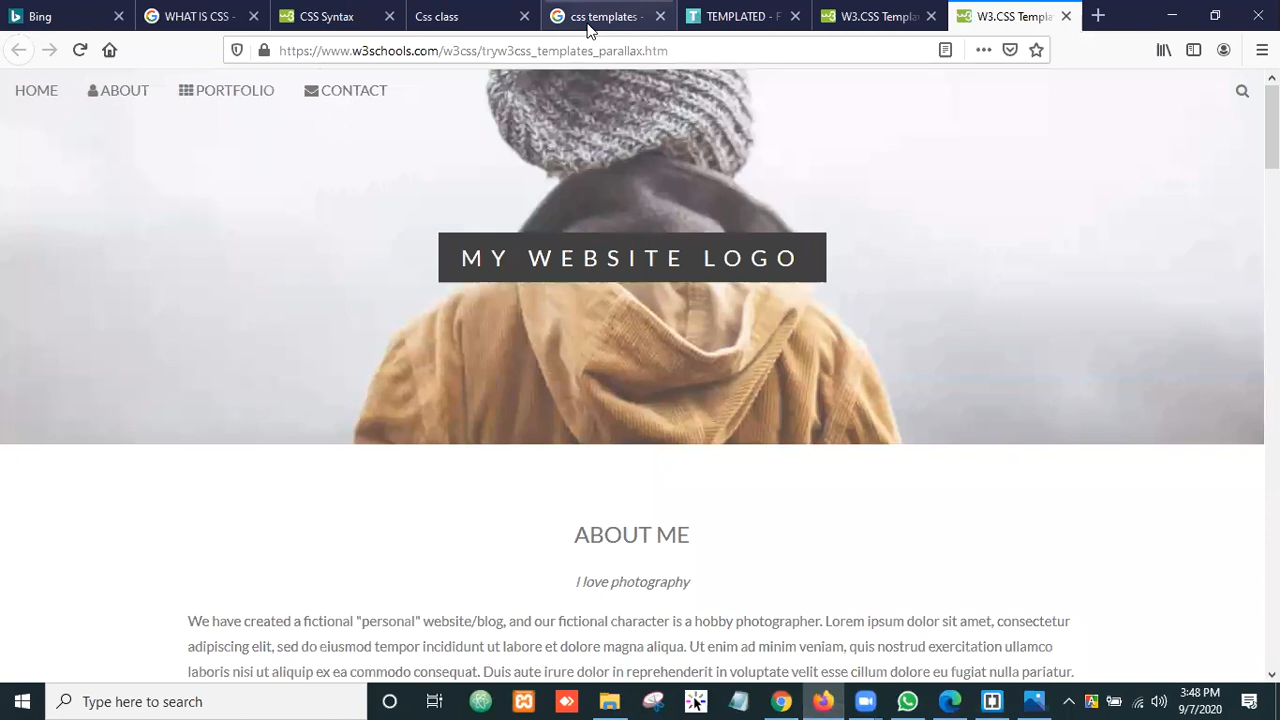 Bing
WHAT IS CSS -
CSS Syntax
Css class
css templates -
TEMPLATED - F
W3.CSS Templa
W3.CSS Templa
https://www.w3schools.com/w3css/tryw3css_templates_parallax.htm
HOME
ABOUT
PORTFOLIO
CONTACT
MY WEBSITE LOGO
ABOUT ME
I love photography
We have created a fictional "personal" website/blog, and our fictional character is a hobby photographer. Lorem ipsum dolor sit amet, consectetur
adipiscing elit, sed do eiusmod tempor incididunt ut labore et dolore magna aliqua. Ut enim ad minim veniam, quis nostrud exercitation ullamco
laboris nisi ut aliquip ex ea commodo consequat. Duis aute irure dolor in reprehenderit in voluptate velit esse cillum dolore eu fugiat nulla pariatur.
Type here to search
3:48 PM
9/7/2020